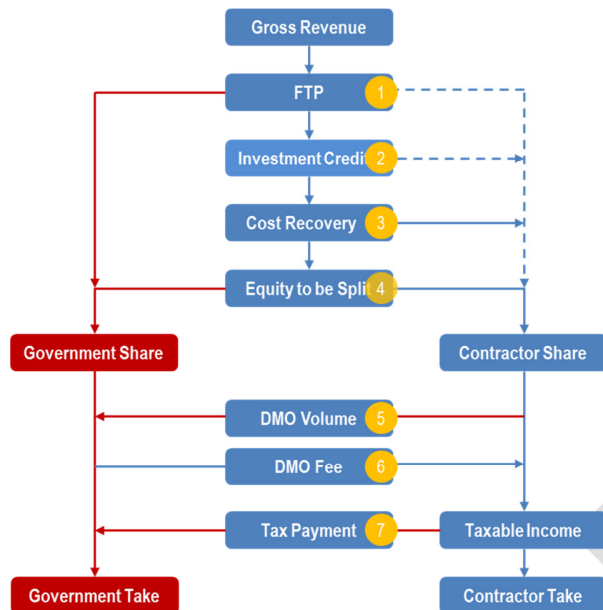 Gross Revenue
FTP 1
Investment Credit 2
Cost Recovery 3
Equity to be Split 4
Government Share
Contractor Share
DMO Volume 5
DMO Fee 6
Tax Payment 7
Taxable Income
Government Take
Contractor Take